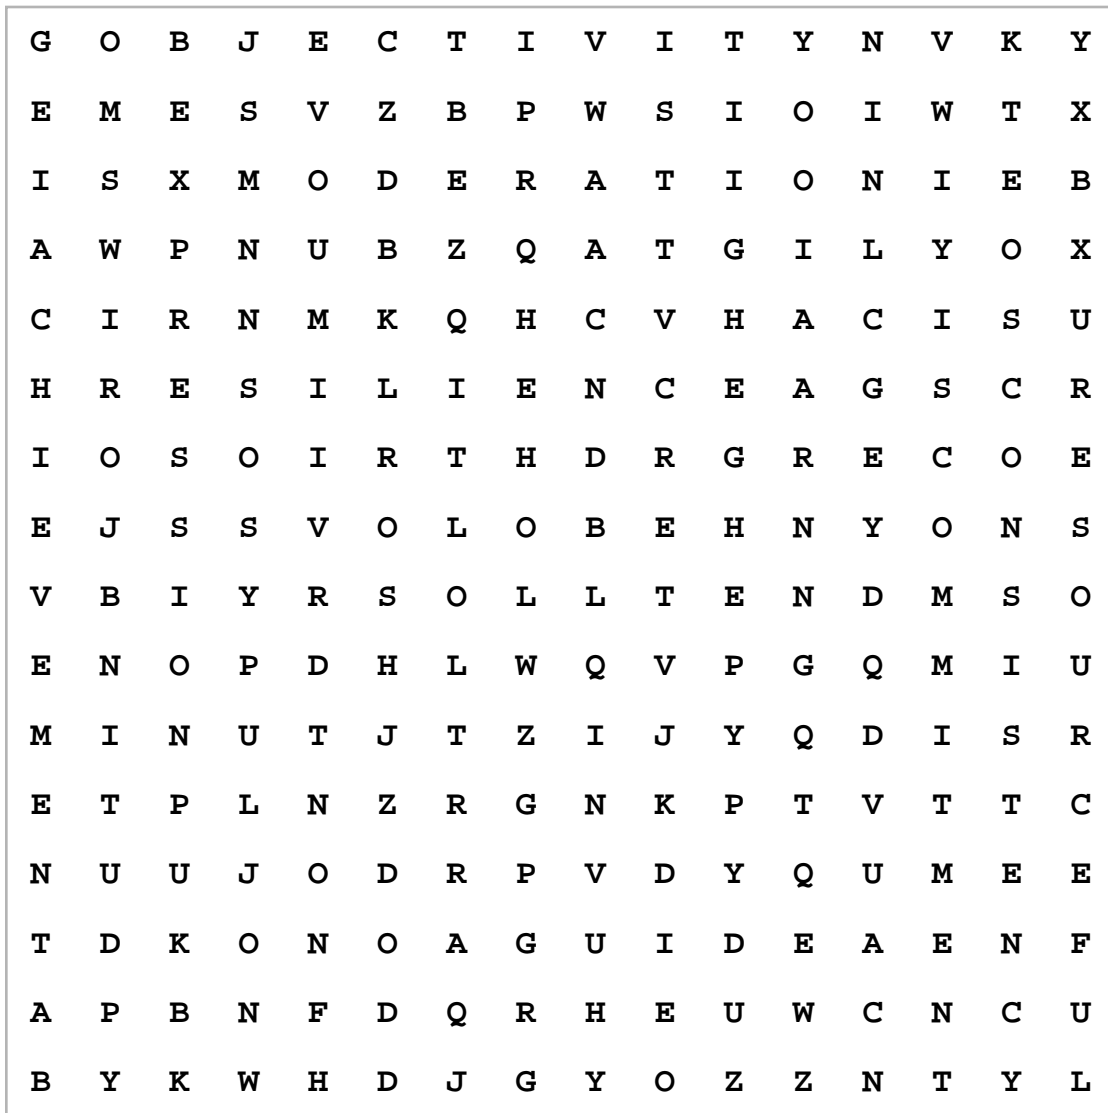 G O B J E C T I V I T Y N V K Y
E M E S V Z B P W S I O I W T X
I S X M O D E R A T I O N I E B
A W P N U B Z Q A T G I L Y O X
C I R N M K Q H C V H A C I S U
H R E S I L I E N C E A G S C R
I O S O I R T H D R G R E C O E
E J S S V O L O B E H N Y O N S
V B I Y R S O L L T E N D M S O
E N O P D H L W Q V P G Q M I U
M I N U T J T Z I J Y Q D I S R
E T P L N Z R G N K P T V T T C
N U U J O D R P V D Y Q U M E E
T D K O N O A G U I D E A E N F
A P B N F D Q R H E U W C N C U
B Y K W H D J G Y O Z Z N T Y L